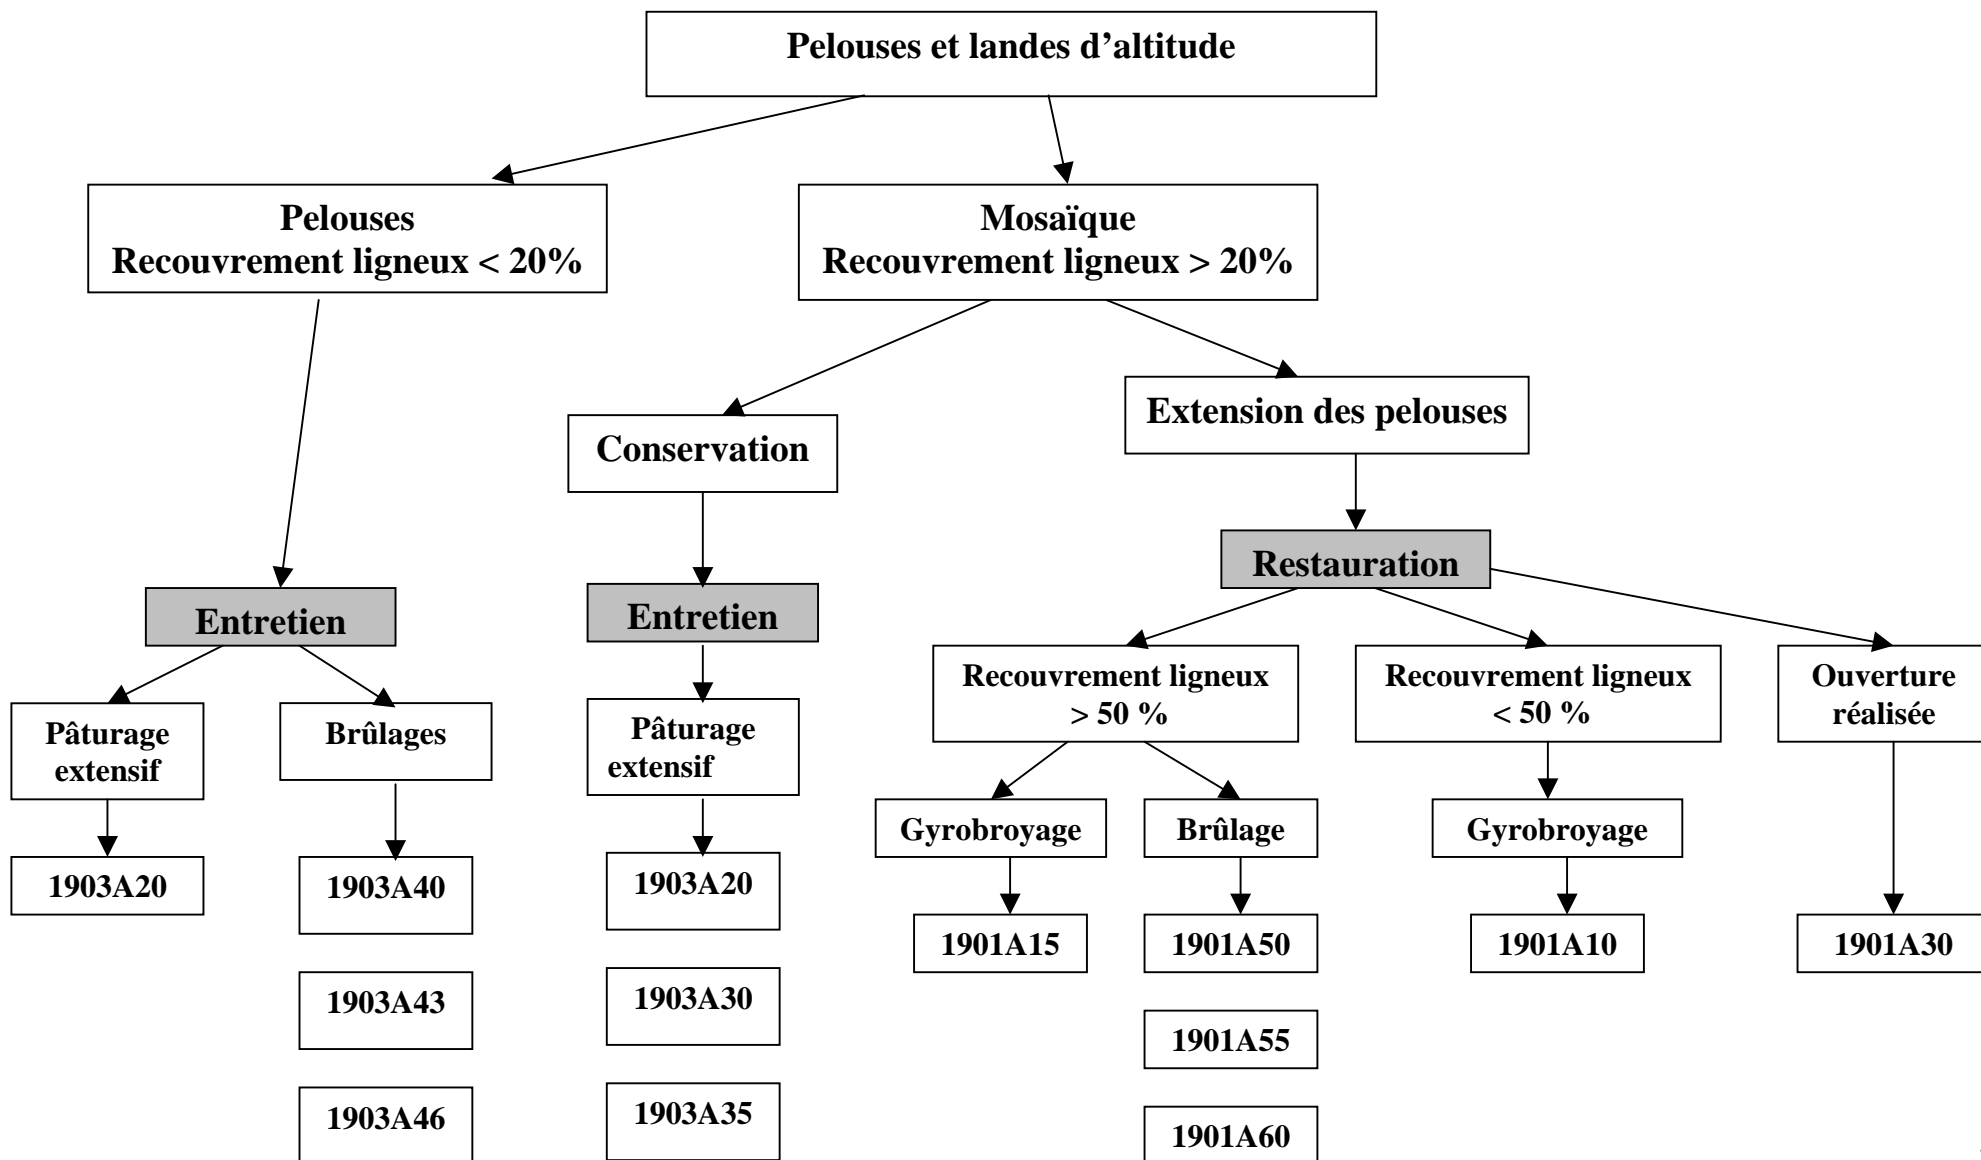 Pelouses et landes d’altitude
Pelouses
Recouvrement ligneux < 20%
Mosaïque
Recouvrement ligneux > 20%
Conservation
Extension des pelouses
Entretien
Entretien
Restauration
Pâturage
extensif
Brûlages
Pâturage
extensif
Recouvrement ligneux
> 50 %
Recouvrement ligneux
< 50 %
Ouverture
réalisée
Gyrobroyage
Brûlage
Gyrobroyage
1903A20
1903A40
1903A20
1901A15
1901A50
1901A10
1901A30
1903A43
1903A30
1901A55
1903A46
1903A35
1901A60